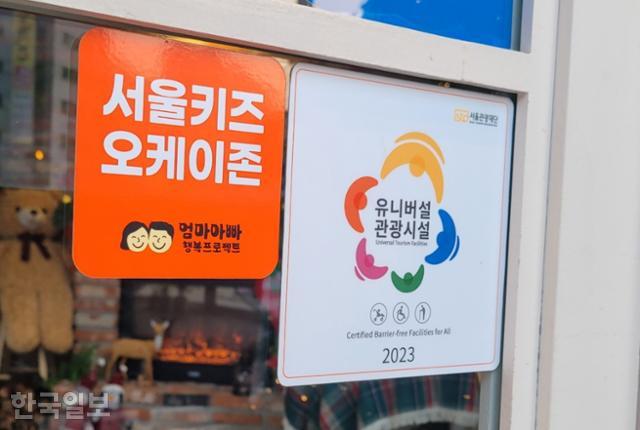 서울키즈
오케이존
엄마아빠
행복프로젝트
서울관광재단
유니버설
관광시설
Universal Tourism Facilities
Certified Barrier-free Facilities for All
2023
한국일보